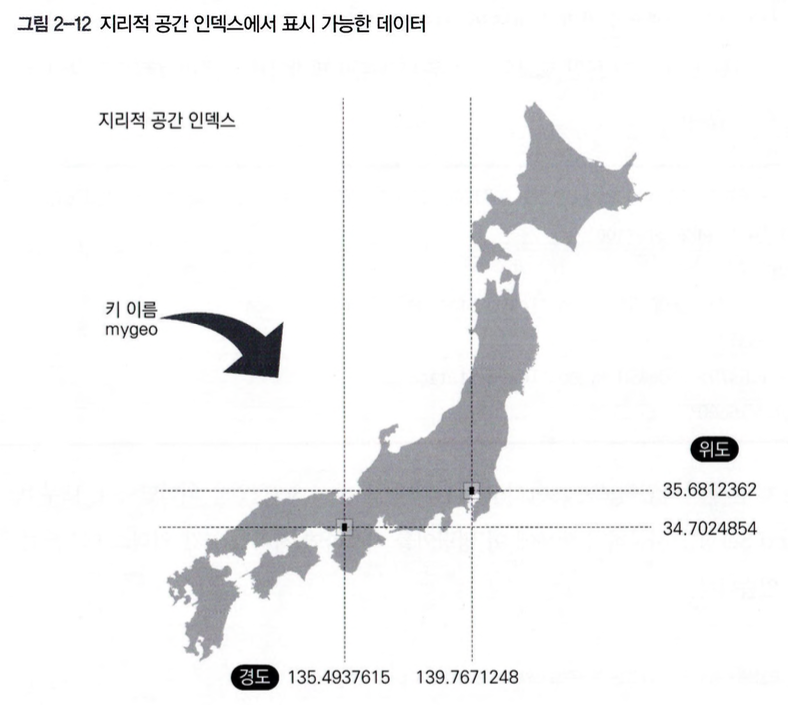 그림 2-12 지리적 공간 인덱스에서 표시 가능한 데이터
지리적 공간 인덱스
키 이름
mygeo
위도
35.6812362
34.7024854
경도 135.4937615 139.7671248